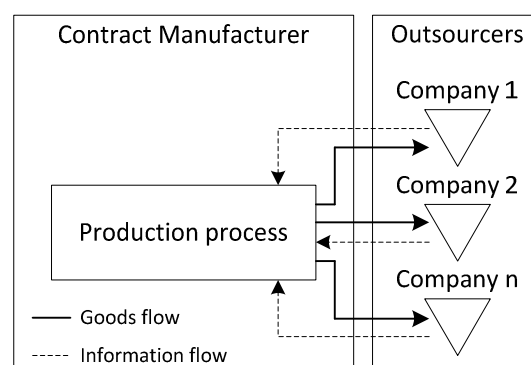 Contract Manufacturer
Outsourcers
Company 1
Company 2
Production process
Company n
Goods flow
Information flow